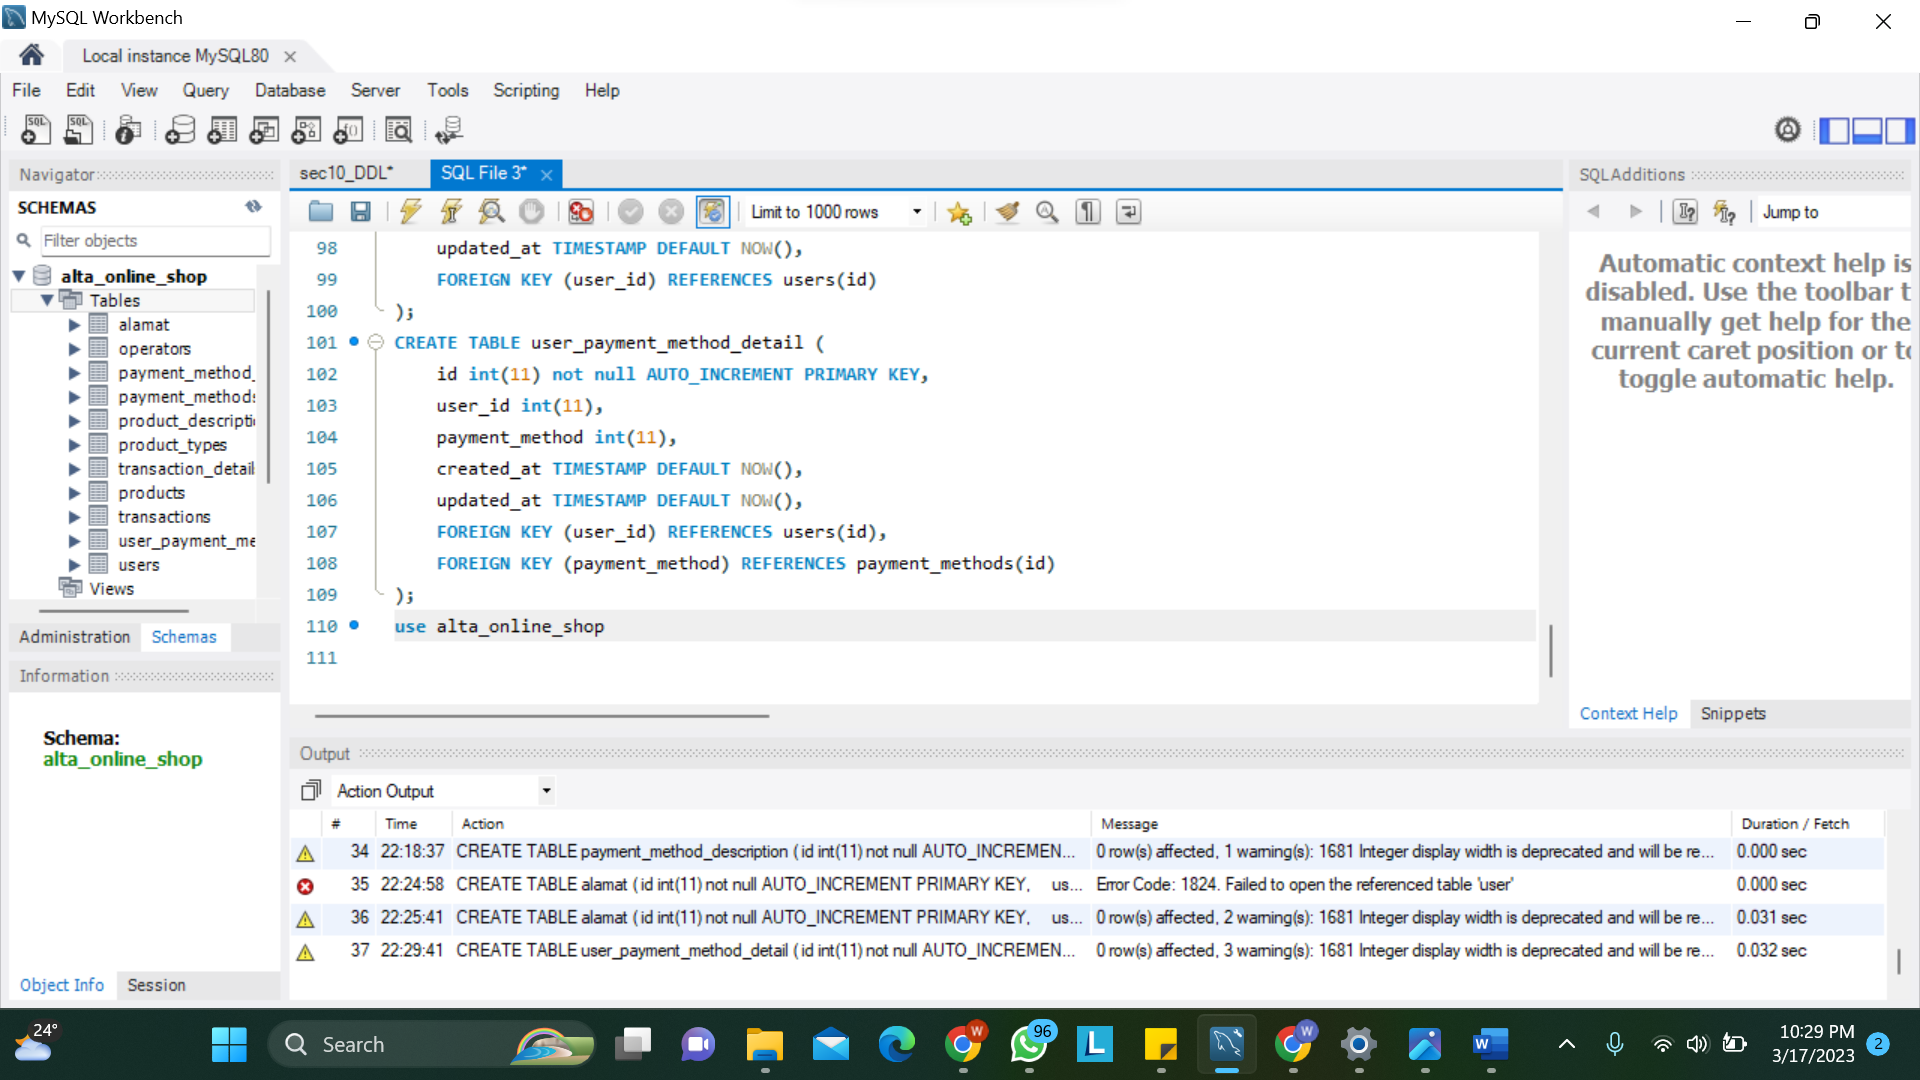 MySQL Workbench
Local instance MySQL80
File Edit View Query Database Server Tools Scripting Help
Navigator
SCHEMAS
Filter objects
alta_online_shop
Tables
alamat
operators
payment_method_
payment_methods
product_descripti
product_types
transaction_detail
products
transactions
user_payment_me
users
Views
Administration Schemas
Information
Schema:
alta_online_shop
Object Info Session
sec10_DDL* SQL File 3*
Limit to 1000 rows
98 updated_at TIMESTAMP DEFAULT NOW(),
99 FOREIGN KEY (user_id) REFERENCES users(id)
100 );
101 CREATE TABLE user_payment_method_detail (
102 id int(11) not null AUTO_INCREMENT PRIMARY KEY,
103 user_id int(11),
104 payment_method int(11),
105 created_at TIMESTAMP DEFAULT NOW(),
106 updated_at TIMESTAMP DEFAULT NOW(),
107 FOREIGN KEY (user_id) REFERENCES users(id),
108 FOREIGN KEY (payment_method) REFERENCES payment_methods(id)
109 );
110 use alta_online_shop
111
SQLAdditions
Jump to
Automatic context help is
disabled. Use the toolbar t
manually get help for the
current caret position or to
toggle automatic help.
Context Help Snippets
Output
Action Output
# Time Action Message Duration / Fetch
34 22:18:37 CREATE TABLE payment_method_description ( id int(11) not null AUTO_INCREMEN... 0 row(s) affected, 1 warning(s): 1681 Integer display width is deprecated and will be re... 0.000 sec
35 22:24:58 CREATE TABLE alamat ( id int(11) not null AUTO_INCREMENT PRIMARY KEY, us... Error Code: 1824. Failed to open the referenced table 'user' 0.000 sec
36 22:25:41 CREATE TABLE alamat ( id int(11) not null AUTO_INCREMENT PRIMARY KEY, us... 0 row(s) affected, 2 warning(s): 1681 Integer display width is deprecated and will be re... 0.031 sec
37 22:29:41 CREATE TABLE user_payment_method_detail ( id int(11) not null AUTO_INCREMEN... 0 row(s) affected, 3 warning(s): 1681 Integer display width is deprecated and will be re... 0.032 sec
24°
Search
W
96
L
W
W
10:29 PM
3/17/2023
2